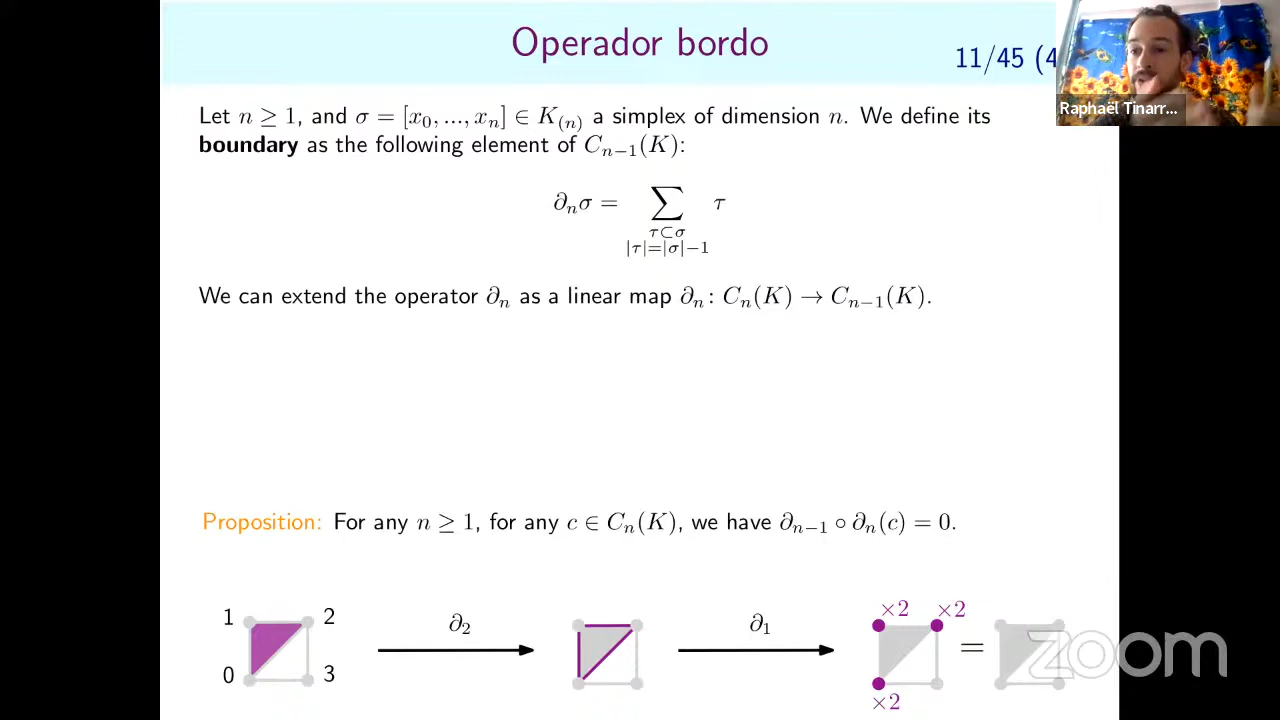 Operador bordo
11/45 (4
Raphaël Tinarr...
Let n ≥ 1, and σ = [x₀, ..., xₙ] ∈ K₍ₙ₎ a simplex of dimension n. We define its
boundary as the following element of Cₙ₋₁(K):
∂ₙσ = ∑ τ
τ⊂σ
|τ|=|σ|−1
We can extend the operator ∂ₙ as a linear map ∂ₙ : Cₙ(K) → Cₙ₋₁(K).
Proposition: For any n ≥ 1, for any c ∈ Cₙ(K), we have ∂ₙ₋₁ ∘ ∂ₙ(c) = 0.
1 2 ∂₂ ∂₁ ×2 ×2
=
0 3 ×2
zoom